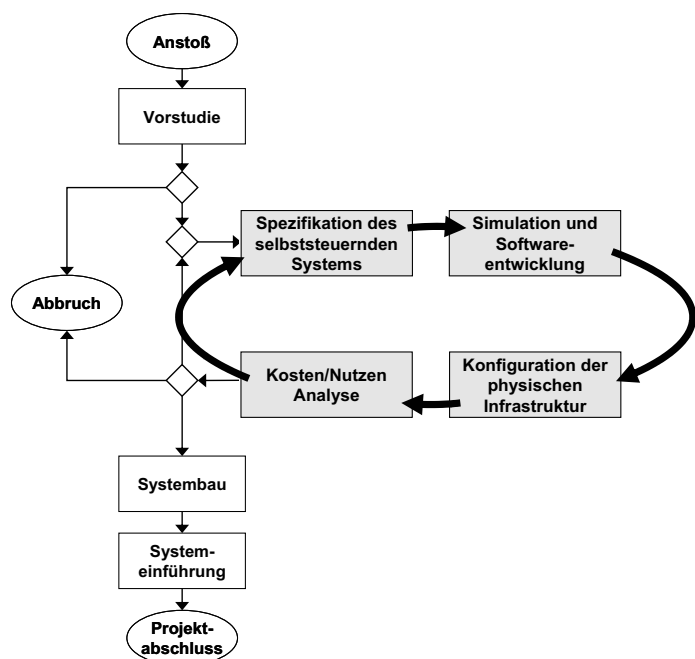 Anstoß
Vorstudie
Spezifikation des
selbststeuernden
Systems
Simulation und
Software-
entwicklung
Abbruch
Kosten/Nutzen
Analyse
Konfiguration der
physischen
Infrastruktur
Systembau
System-
einführung
Projekt-
abschluss